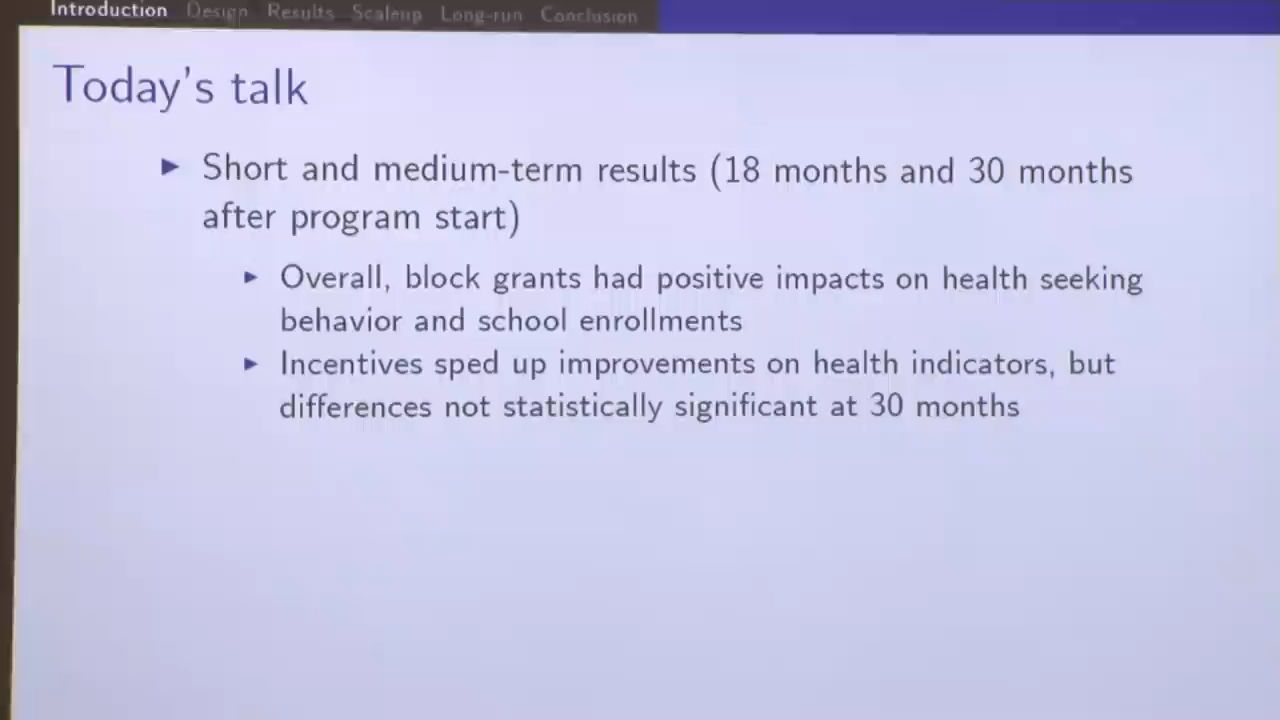 Introduction Design Results Scaleup Long-run Conclusion
Today's talk
▶ Short and medium-term results (18 months and 30 months
after program start)
▶ Overall, block grants had positive impacts on health seeking
behavior and school enrollments
▶ Incentives sped up improvements on health indicators, but
differences not statistically significant at 30 months